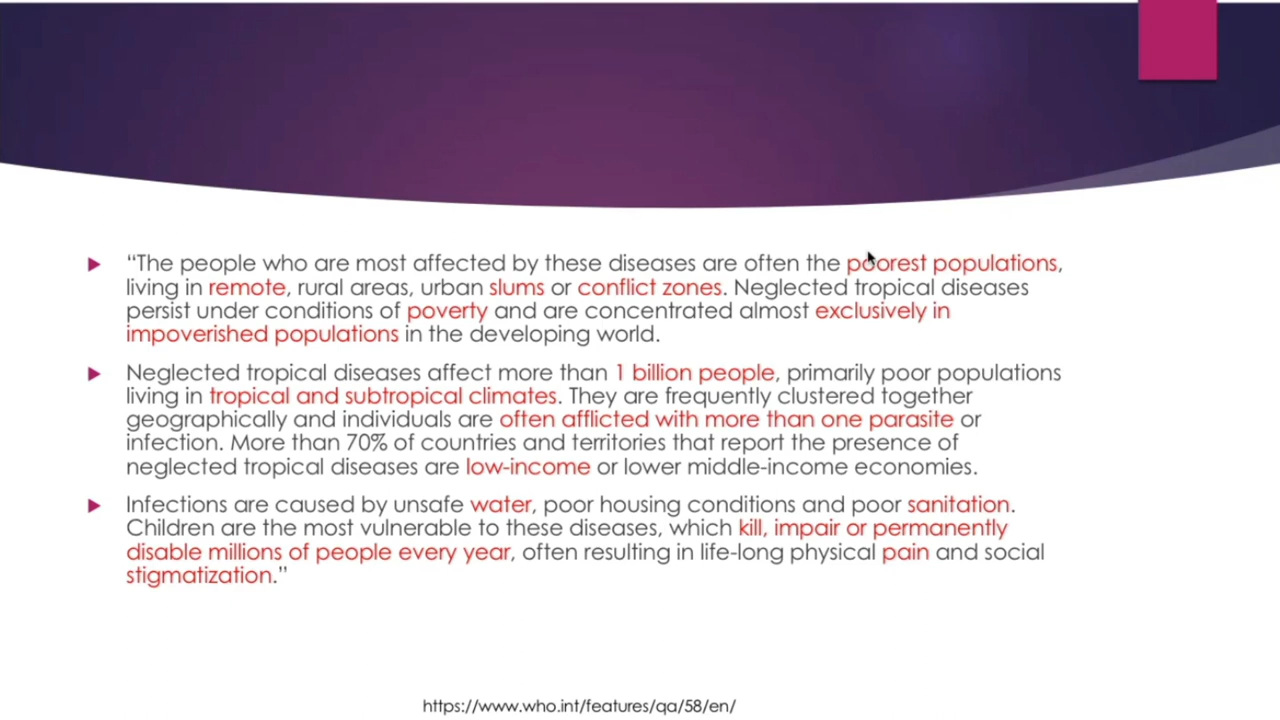 “The people who are most affected by these diseases are often the poorest populations,
living in remote, rural areas, urban slums or conflict zones. Neglected tropical diseases
persist under conditions of poverty and are concentrated almost exclusively in
impoverished populations in the developing world.
Neglected tropical diseases affect more than 1 billion people, primarily poor populations
living in tropical and subtropical climates. They are frequently clustered together
geographically and individuals are often afflicted with more than one parasite or
infection. More than 70% of countries and territories that report the presence of
neglected tropical diseases are low-income or lower middle-income economies.
Infections are caused by unsafe water, poor housing conditions and poor sanitation.
Children are the most vulnerable to these diseases, which kill, impair or permanently
disable millions of people every year, often resulting in life-long physical pain and social
stigmatization.”
https://www.who.int/features/qa/58/en/